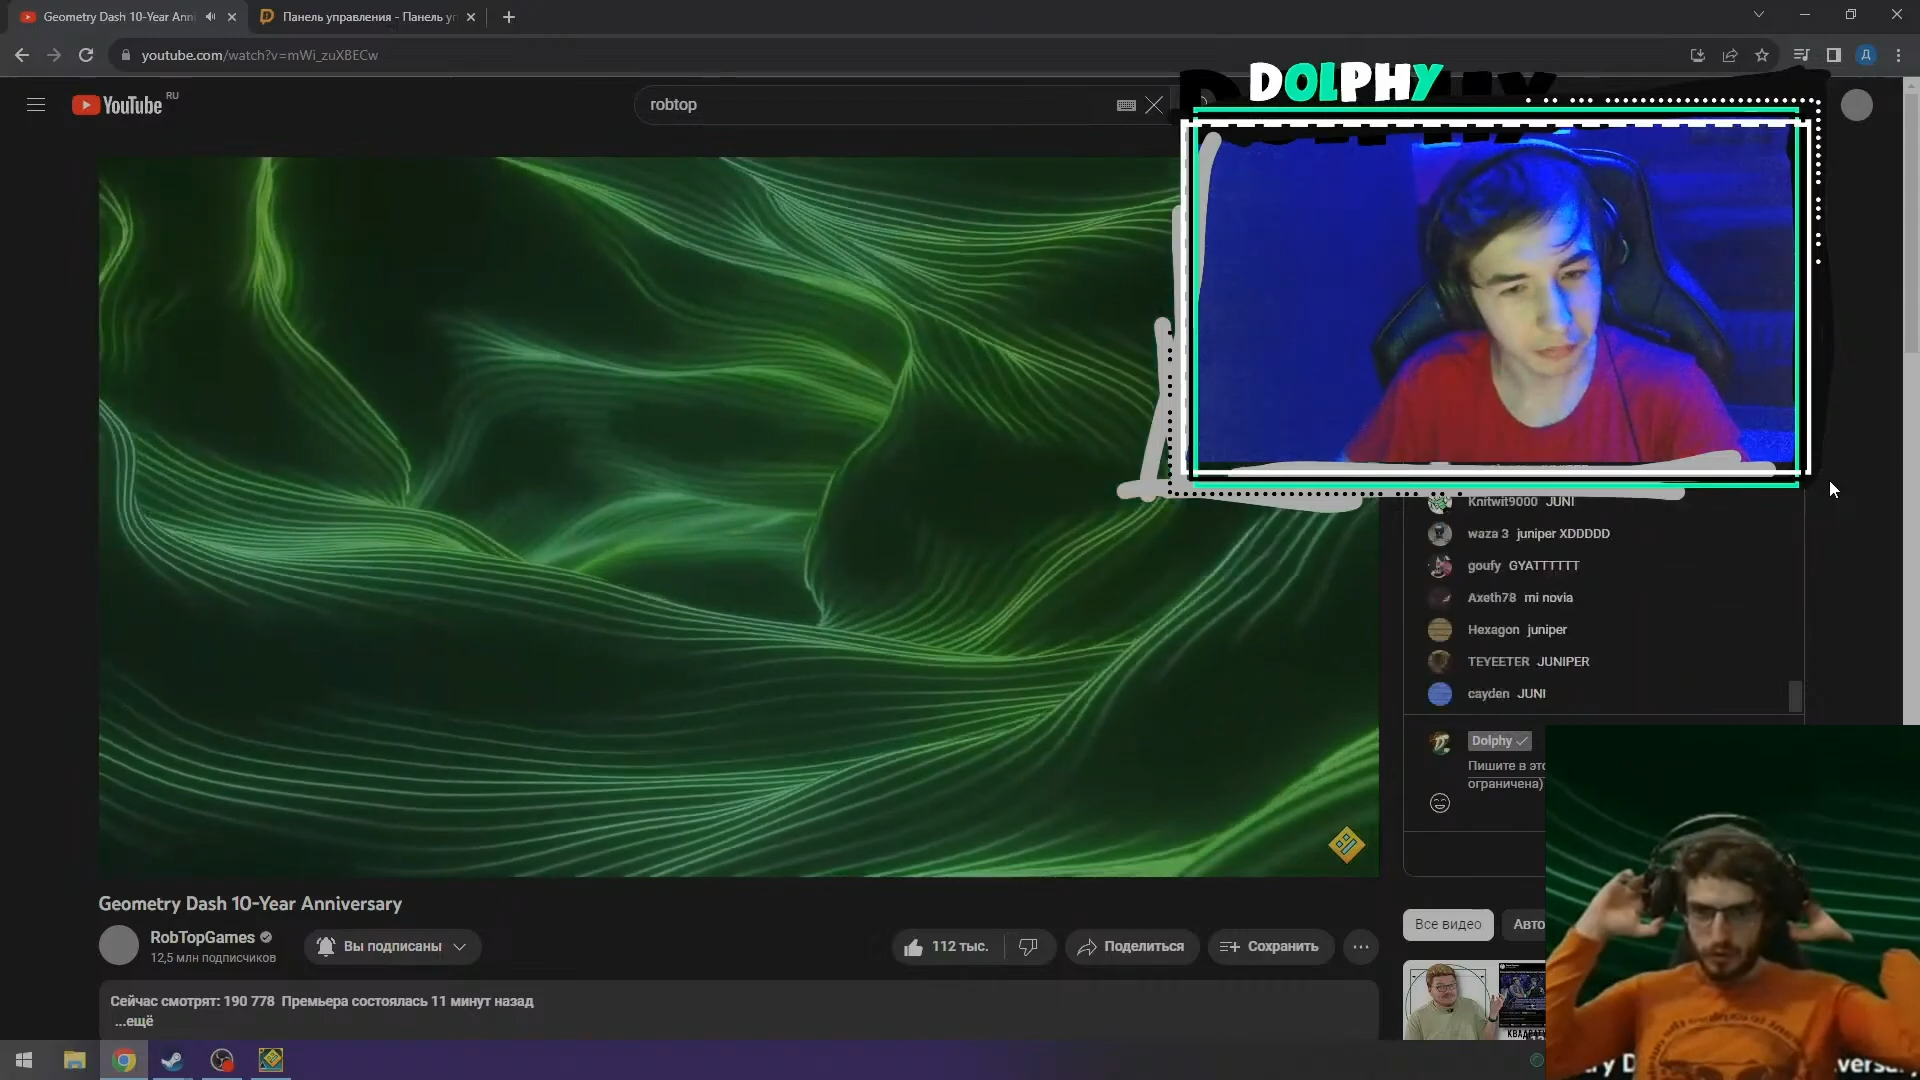 Geometry Dash 10-Year Anni
Панель управления - Панель уг
youtube.com/watch?v=mWi_zuXBECw
Д
YouTube RU
robtop
DOLPHY
Knitwit9000 JUNI
waza 3 juniper XDDDDD
goufy GYATTTTTT
Axeth78 mi novia
Hexagon juniper
TEYEETER JUNIPER
cayden JUNI
Dolphy
Пишите в это
ограничена)
Geometry Dash 10-Year Anniversary
RobTopGames
12,5 млн подписчиков
Вы подписаны
112 тыс.
Поделиться
Сохранить
Все видео
Авто
Сейчас смотрят: 190 778 Премьера состоялась 11 минут назад
...ещё